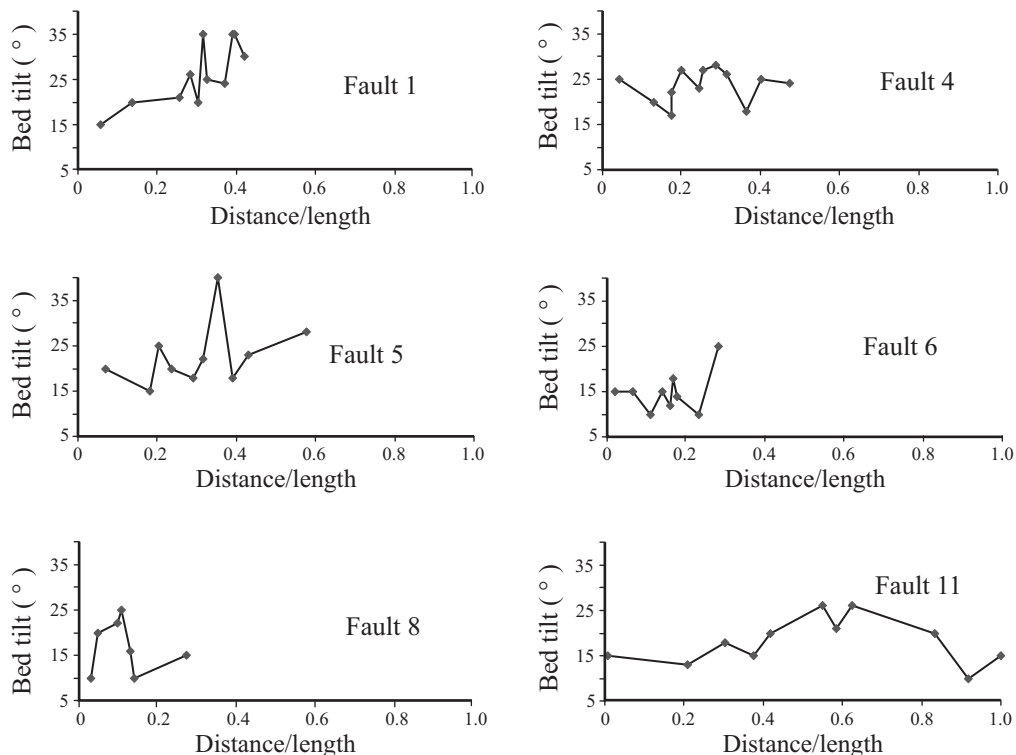 35
25
15
5
Bed tilt ( ° )
Fault 1
0 0.2 0.4 0.6 0.8 1.0
Distance/length
35
25
15
5
Bed tilt ( ° )
Fault 4
0 0.2 0.4 0.6 0.8 1.0
Distance/length
35
25
15
5
Bed tilt ( ° )
Fault 5
0 0.2 0.4 0.6 0.8 1.0
Distance/length
35
25
15
5
Bed tilt ( ° )
Fault 6
0 0.2 0.4 0.6 0.8 1.0
Distance/length
35
25
15
5
Bed tilt ( ° )
Fault 8
0 0.2 0.4 0.6 0.8 1.0
Distance/length
35
25
15
5
Bed tilt ( ° )
Fault 11
0 0.2 0.4 0.6 0.8 1.0
Distance/length